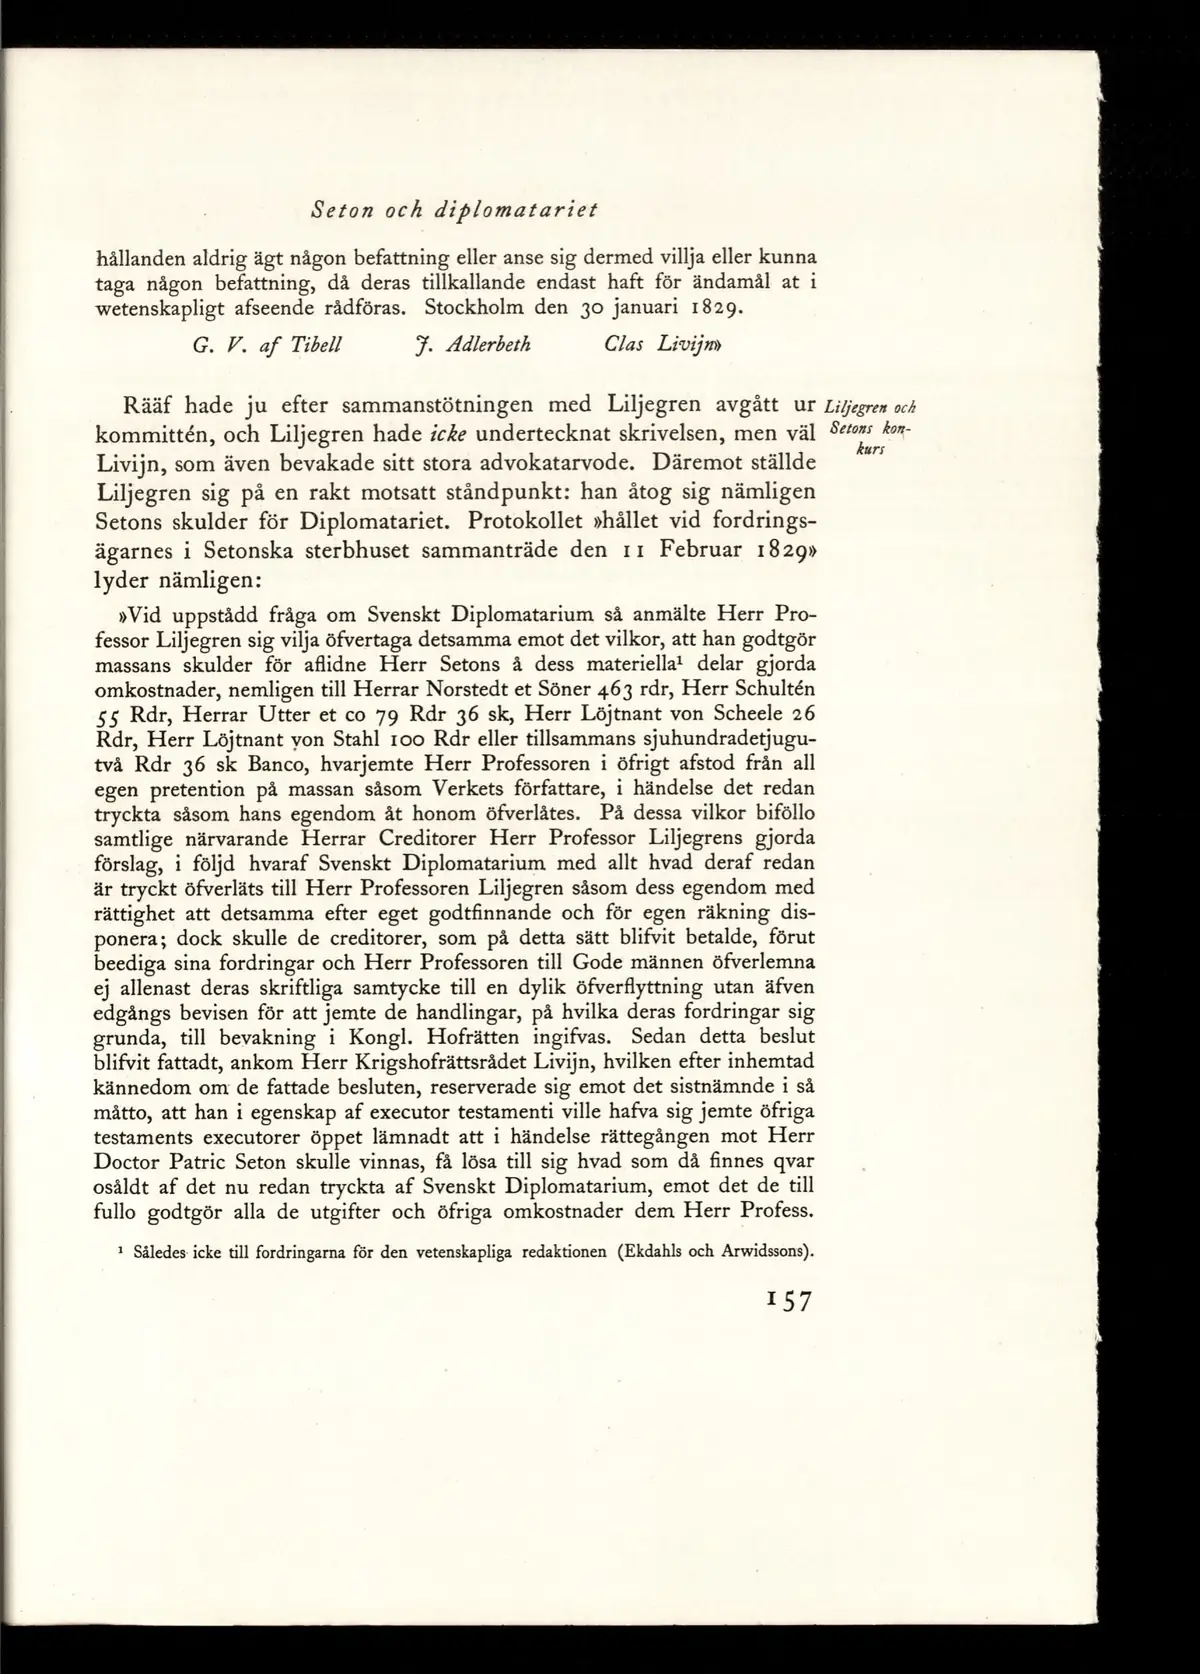 Seton och diplomatariet
hållanden aldrig ägt någon befattning eller anse sig dermed villja eller kunna
taga någon befattning, då deras tillkallande endast haft för ändamål at i
wetenskapligt afseende rådföras. Stockholm den 30 januari 1829.
G. V. af Tibell J. Adlerbeth Clas Livijn»
Rääf hade ju efter sammanstötningen med Liljegren avgått ur
kommittén, och Liljegren hade icke undertecknat skrivelsen, men väl
Livijn, som även bevakade sitt stora advokatarvode. Däremot ställde
Liljegren sig på en rakt motsatt ståndpunkt: han åtog sig nämligen
Setons skulder för Diplomatariet. Protokollet »hållet vid fordrings-
ägarnes i Setonska sterbhuset sammanträde den 11 Februar 1829»
lyder nämligen:
Liljegren och
Setons kon-
kurs
»Vid uppstådd fråga om Svenskt Diplomatarium så anmälte Herr Pro-
fessor Liljegren sig vilja öfvertaga detsamma emot det vilkor, att han godtgör
massans skulder för aflidne Herr Setons å dess materiella¹ delar gjorda
omkostnader, nemligen till Herrar Norstedt et Söner 463 rdr, Herr Schultén
55 Rdr, Herrar Utter et co 79 Rdr 36 sk, Herr Löjtnant von Scheele 26
Rdr, Herr Löjtnant von Stahl 100 Rdr eller tillsammans sjuhundradetjugu-
två Rdr 36 sk Banco, hvarjemte Herr Professoren i öfrigt afstod från all
egen pretention på massan såsom Verkets författare, i händelse det redan
tryckta såsom hans egendom åt honom öfverlåtes. På dessa vilkor biföllo
samtlige närvarande Herrar Creditorer Herr Professor Liljegrens gjorda
förslag, i följd hvaraf Svenskt Diplomatarium med allt hvad deraf redan
är tryckt öfverläts till Herr Professoren Liljegren såsom dess egendom med
rättighet att detsamma efter eget godtfinnande och för egen räkning dis-
ponera; dock skulle de creditorer, som på detta sätt blifvit betalde, förut
beediga sina fordringar och Herr Professoren till Gode männen öfverlemna
ej allenast deras skriftliga samtycke till en dylik öfverflyttning utan äfven
edgångs bevisen för att jemte de handlingar, på hvilka deras fordringar sig
grunda, till bevakning i Kongl. Hofrätten ingifvas. Sedan detta beslut
blifvit fattadt, ankom Herr Krigshofrättsrådet Livijn, hvilken efter inhemtad
kännedom om de fattade besluten, reserverade sig emot det sistnämnde i så
måtto, att han i egenskap af executor testamenti ville hafva sig jemte öfriga
testaments executorer öppet lämnadt att i händelse rättegången mot Herr
Doctor Patric Seton skulle vinnas, få lösa till sig hvad som då finnes qvar
osåldt af det nu redan tryckta af Svenskt Diplomatarium, emot det de till
fullo godtgör alla de utgifter och öfriga omkostnader dem Herr Profess.
¹ Således icke till fordringarna för den vetenskapliga redaktionen (Ekdahls och Arwidssons).
157